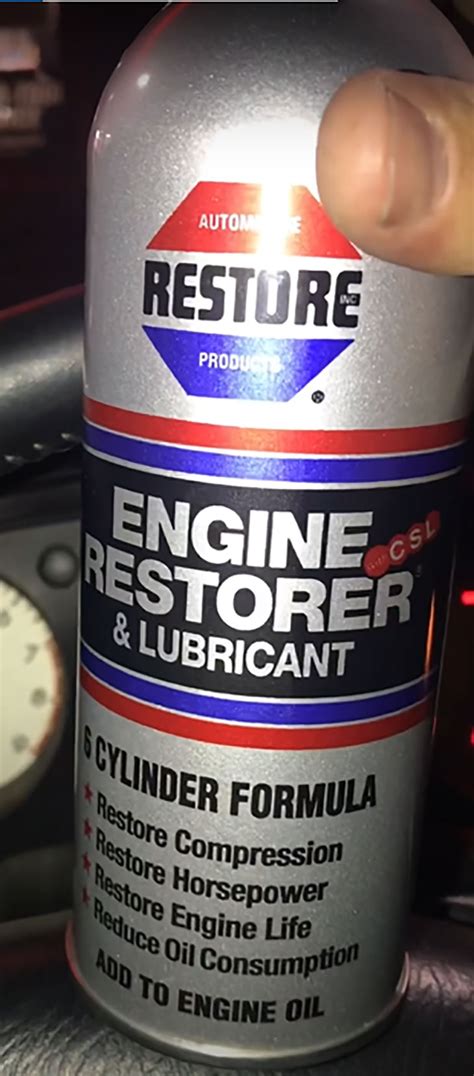 RESTORE
INC
PRODUCTS
®
ENGINE
CSL
RESTORER®
& LUBRICANT
6 CYLINDER FORMULA
★ Restore Compression
★ Restore Horsepower
★ Restore Engine Life
★ Reduce Oil Consumption
ADD TO ENGINE OIL